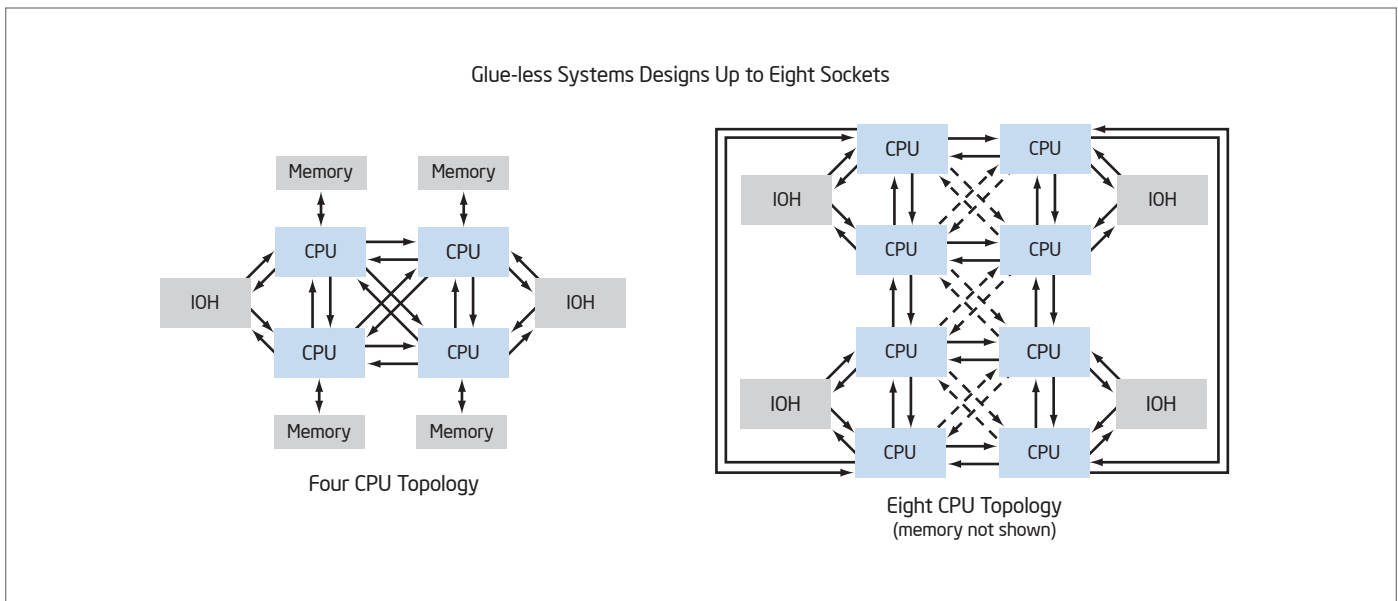 Glue-less Systems Designs Up to Eight Sockets
Memory
Memory
CPU
CPU
IOH
IOH
CPU
CPU
Memory
Memory
Four CPU Topology
CPU
CPU
IOH
IOH
CPU
CPU
CPU
CPU
IOH
IOH
CPU
CPU
Eight CPU Topology
(memory not shown)